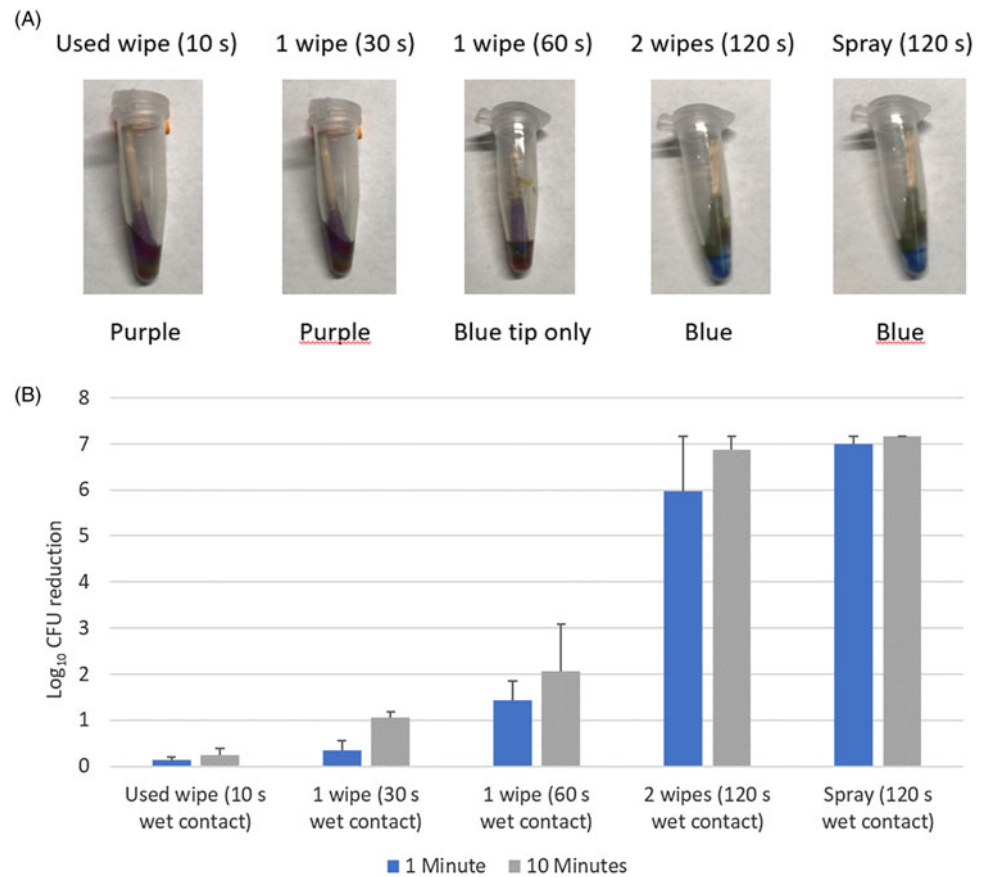 (A)
Used wipe (10 s) 1 wipe (30 s) 1 wipe (60 s) 2 wipes (120 s) Spray (120 s)
Purple Purple Blue tip only Blue Blue
(B)
8
7
6
5
4
3
2
1
0
Log₁₀ CFU reduction
Used wipe (10 s 1 wipe (30 s 1 wipe (60 s 2 wipes (120 s Spray (120 s
wet contact) wet contact) wet contact) wet contact) wet contact)
1 Minute 10 Minutes